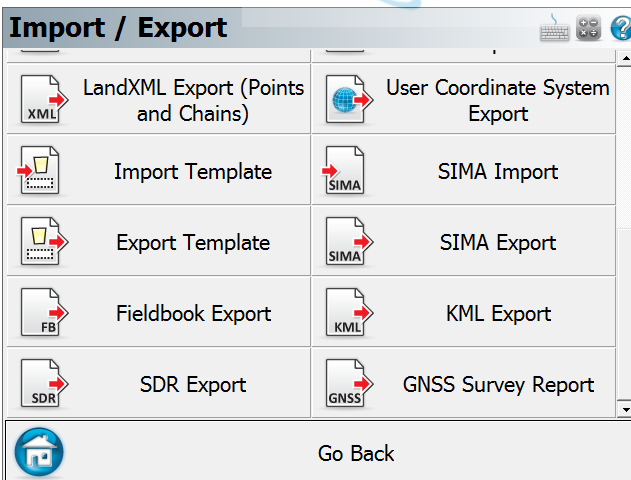 Import / Export
LandXML Export (Points
and Chains)
User Coordinate System
Export
Import Template
SIMA Import
Export Template
SIMA Export
Fieldbook Export
KML Export
SDR Export
GNSS Survey Report
Go Back
XML
SIMA
SIMA
FB
KML
SDR
GNSS